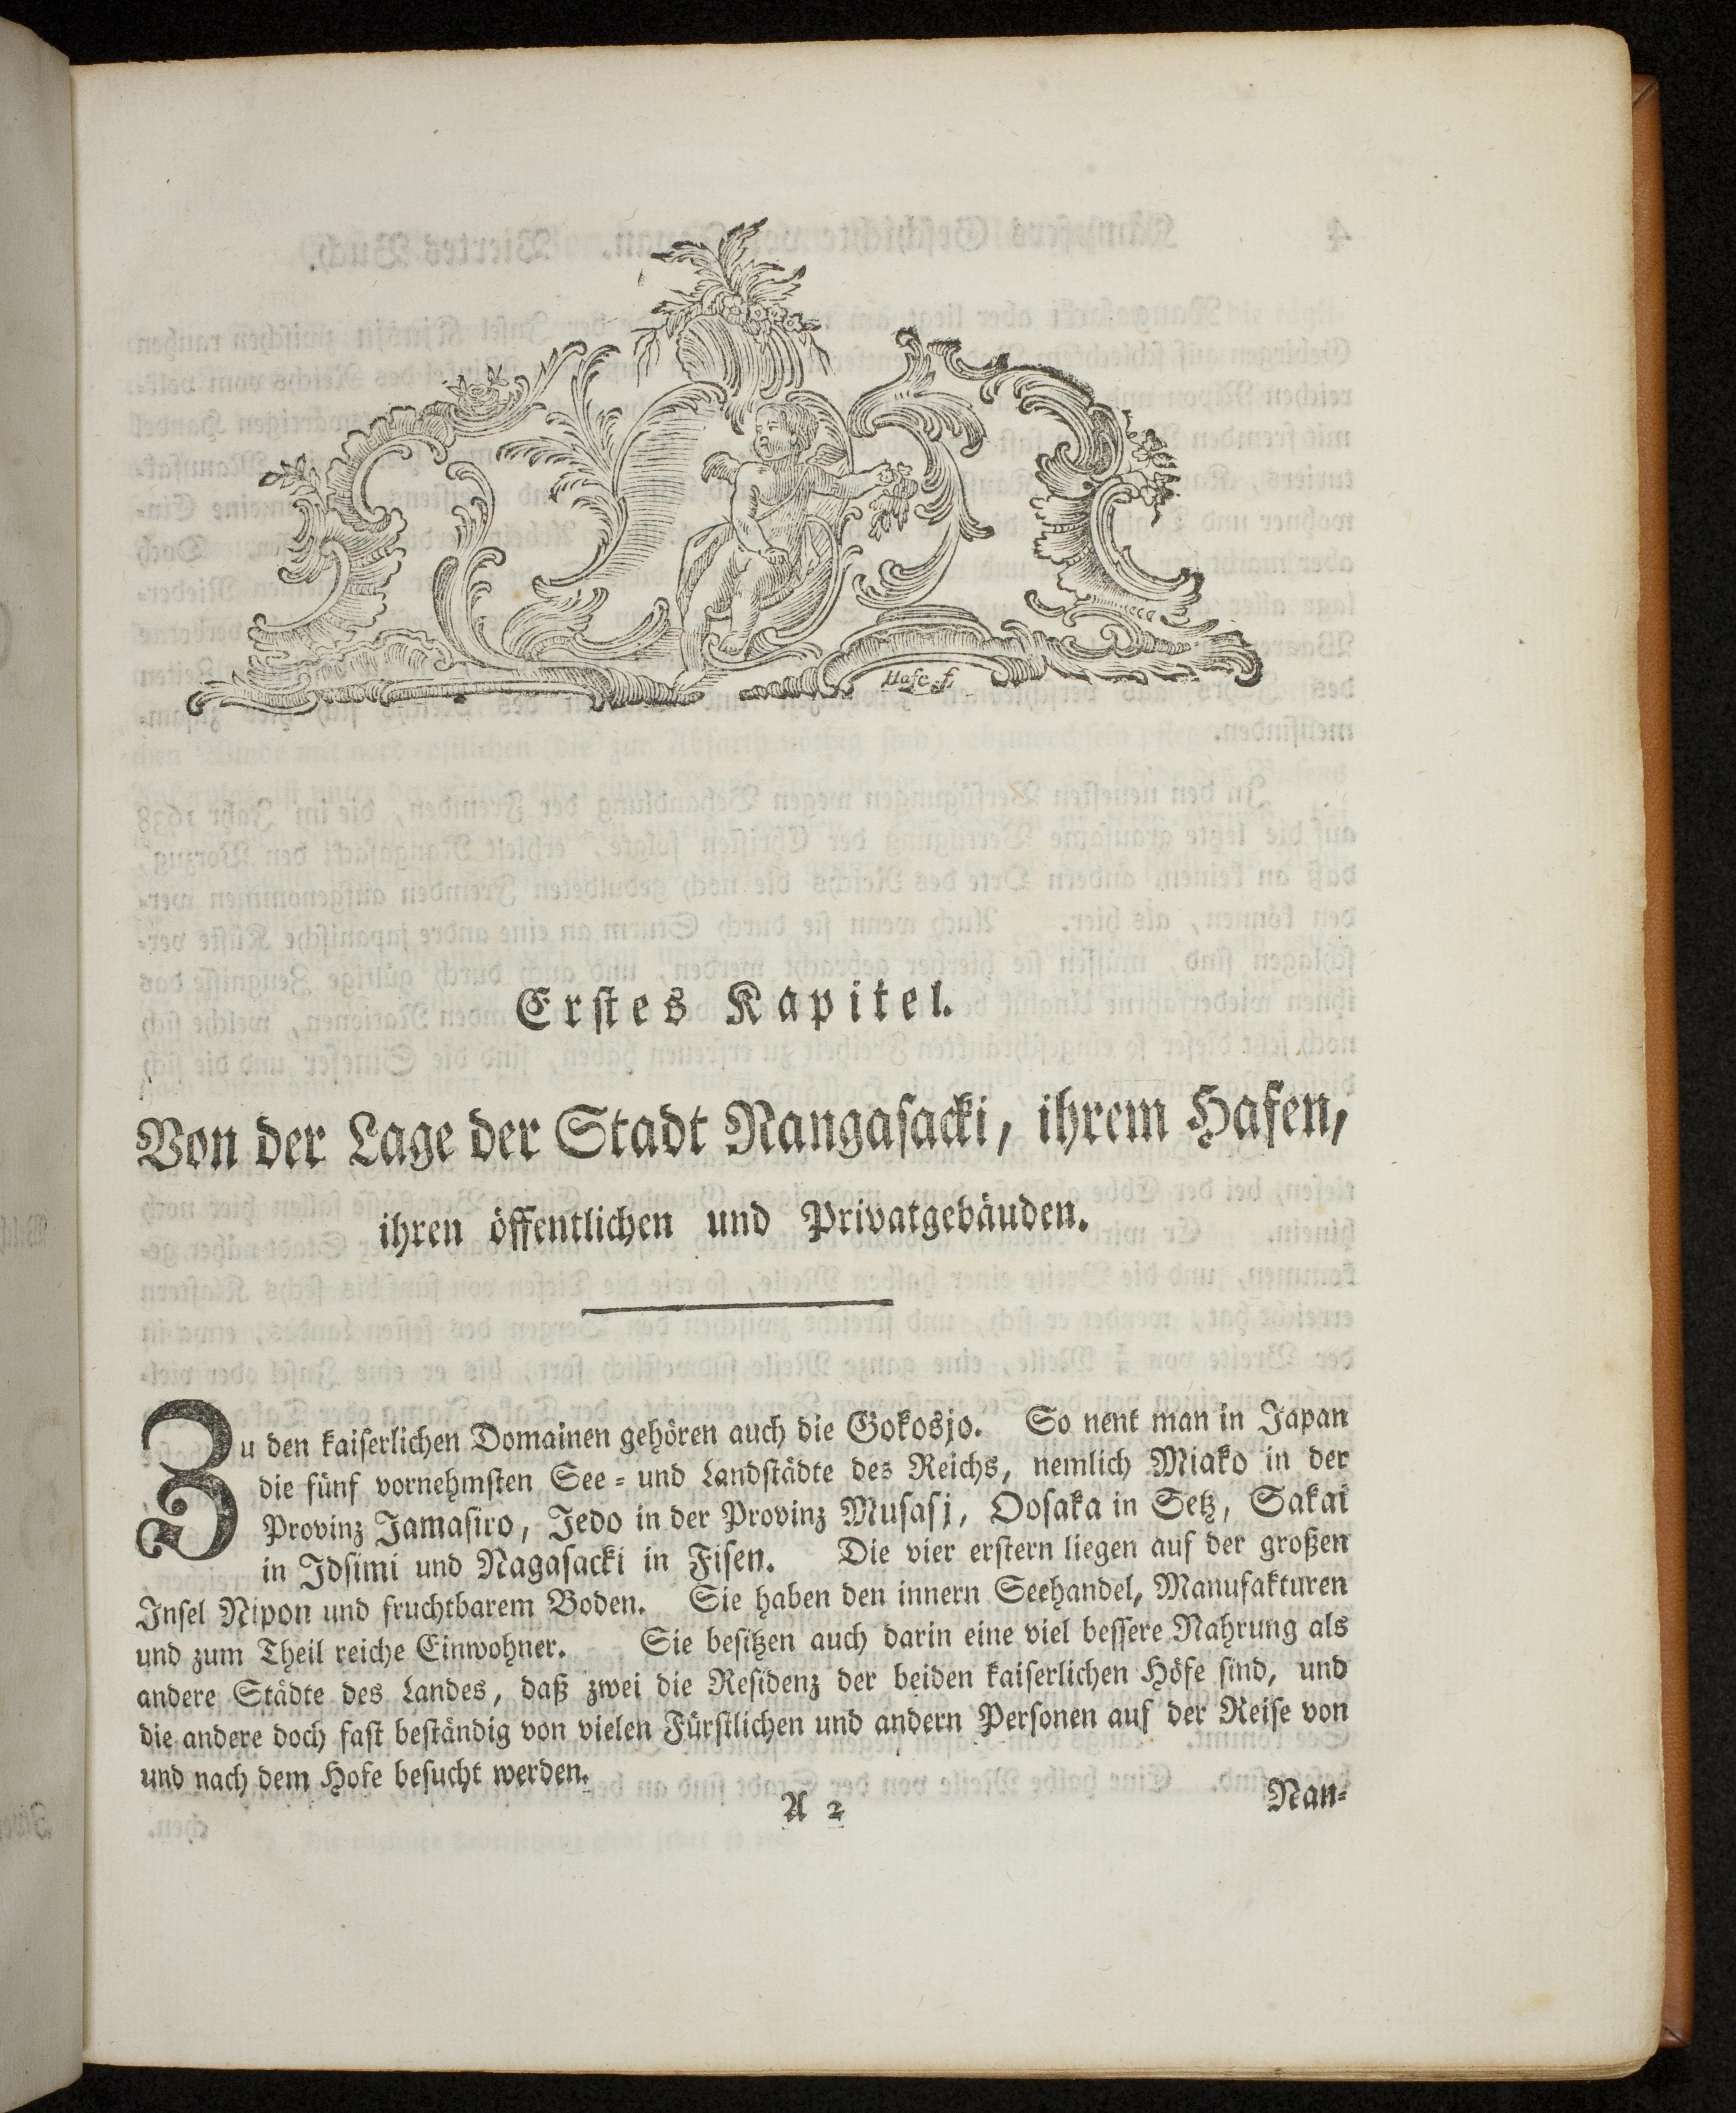 Hase f.
Erstes Kapitel.
Von der Lage der Stadt Nangasacki, ihrem Hafen,
ihren öffentlichen und Privatgebäuden.
Zu den kaiserlichen Domainen gehören auch die Gokosjo. So nent man in Japan
die fünf vornehmsten See- und Landstädte des Reichs, nemlich Miako in der
Provinz Jamasiro, Jedo in der Provinz Musasj, Oosaka in Setz, Sakai
in Idsimi und Nagasacki in Fisen. Die vier erstern liegen auf der großen
Insel Nipon und fruchtbarem Boden. Sie haben den innern Seehandel, Manufakturen
und zum Theil reiche Einwohner. Sie besitzen auch darin eine viel bessere Nahrung als
andere Städte des Landes, daß zwei die Residenz der beiden kaiserlichen Höfe sind, und
die andere doch fast beständig von vielen Fürstlichen und andern Personen auf der Reise von
und nach dem Hofe besucht werden.
A 2
Nan-